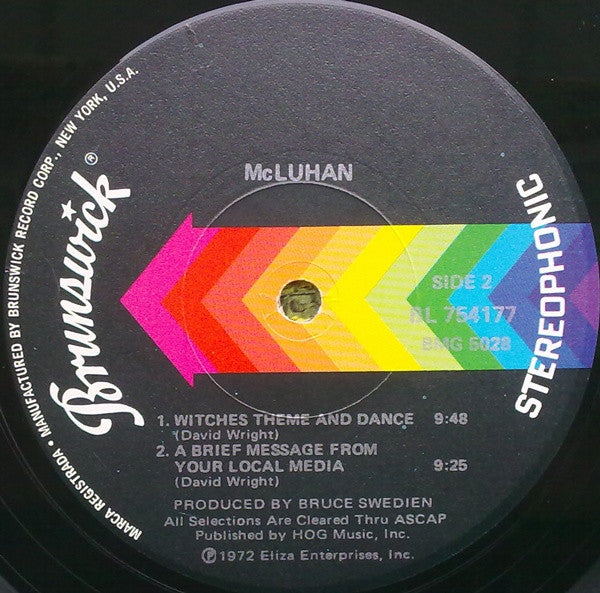 McLUHAN
MARCA REGISTRADA • MANUFACTURED BY BRUNSWICK RECORD CORP., NEW YORK, U.S.A.
Brunswick®
STEREOPHONIC
SIDE 2
BL 754177
BMG 5028
1. WITCHES THEME AND DANCE 9:48
(David Wright)
2. A BRIEF MESSAGE FROM
YOUR LOCAL MEDIA 9:25
(David Wright)
PRODUCED BY BRUCE SWEDIEN
All Selections Are Cleared Thru ASCAP
Published by HOG Music, Inc.
℗1972 Eliza Enterprises, Inc.